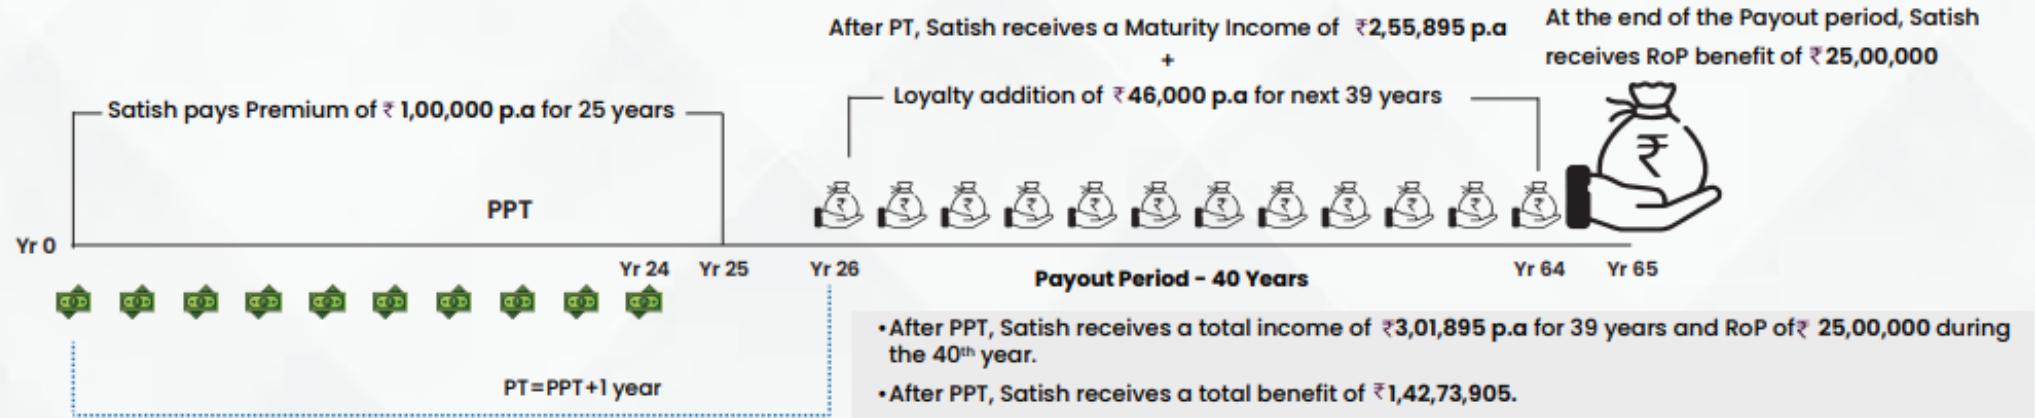 After PT, Satish receives a Maturity Income of ₹2,55,895 p.a
+
Loyalty addition of ₹46,000 p.a for next 39 years
At the end of the Payout period, Satish
receives RoP benefit of ₹25,00,000
Satish pays Premium of ₹ 1,00,000 p.a for 25 years
PPT
₹
Yr 0
Yr 24
Yr 25
Yr 26
Payout Period - 40 Years
Yr 64
Yr 65
PT=PPT+1 year
•After PPT, Satish receives a total income of ₹3,01,895 p.a for 39 years and RoP of₹ 25,00,000 during
the 40th year.
•After PPT, Satish receives a total benefit of ₹1,42,73,905.